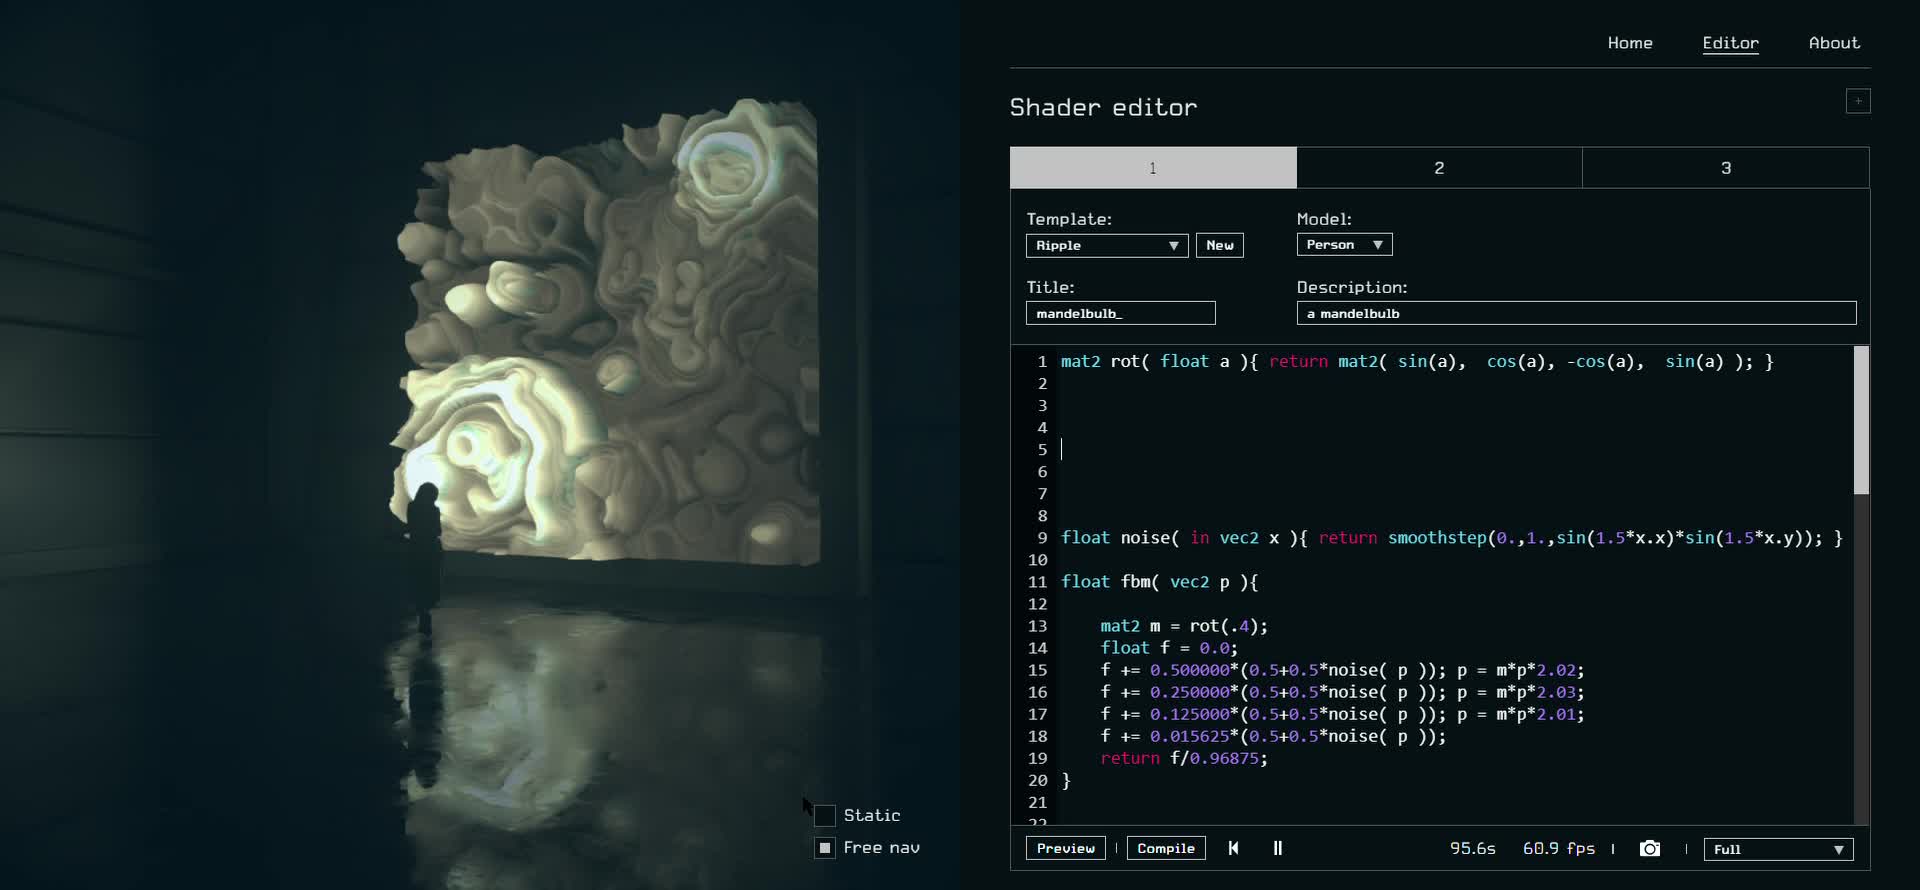 Home Editor About
Shader editor
+
1 2 3
Template: Model:
Ripple New Person
Title: Description:
mandelbulb_ a mandelbulb
1 mat2 rot( float a ){ return mat2( sin(a),  cos(a), -cos(a),  sin(a) ); }
2
3
4
5
6
7
8
9 float noise( in vec2 x ){ return smoothstep(0.,1.,sin(1.5*x.x)*sin(1.5*x.y)); }
10
11 float fbm( vec2 p ){
12
13     mat2 m = rot(.4);
14     float f = 0.0;
15     f += 0.500000*(0.5+0.5*noise( p )); p = m*p*2.02;
16     f += 0.250000*(0.5+0.5*noise( p )); p = m*p*2.03;
17     f += 0.125000*(0.5+0.5*noise( p )); p = m*p*2.01;
18     f += 0.015625*(0.5+0.5*noise( p ));
19     return f/0.96875;
20 }
21
22
Static
Free nav
Preview Compile 95.6s 60.9 fps Full